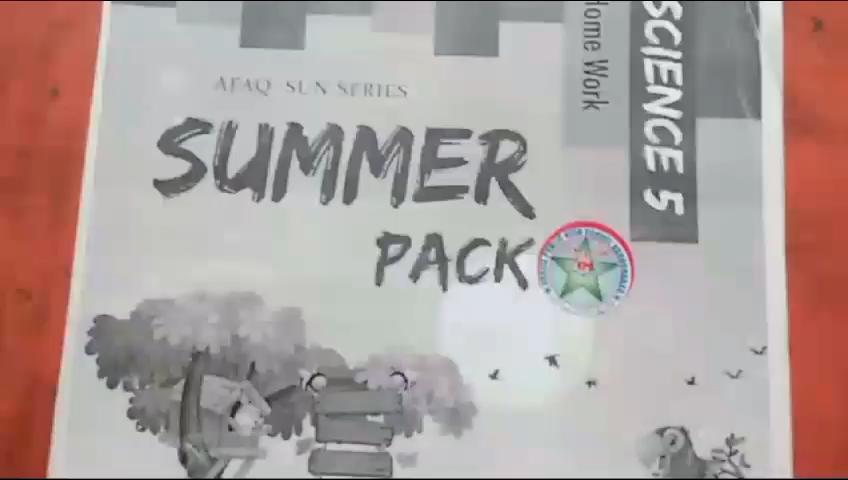 AFAQ SUN SERIES
SUMMER
PACK
SCIENCE 5
Home Work